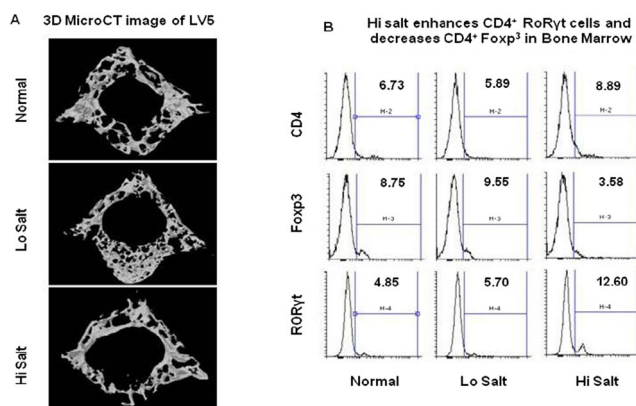 A
3D MicroCT image of LV5
Normal
Lo Salt
Hi Salt
B
Hi salt enhances CD4⁺ RoRγt cells and
decreases CD4⁺ Foxp³ in Bone Marrow
CD4
6.73
H-2
5.89
H-2
8.89
H-2
Foxp3
8.75
H-3
9.55
H-3
3.58
H-3
R0Rγt
4.85
H-4
5.70
H-4
12.60
H-4
Normal
Lo Salt
Hi Salt